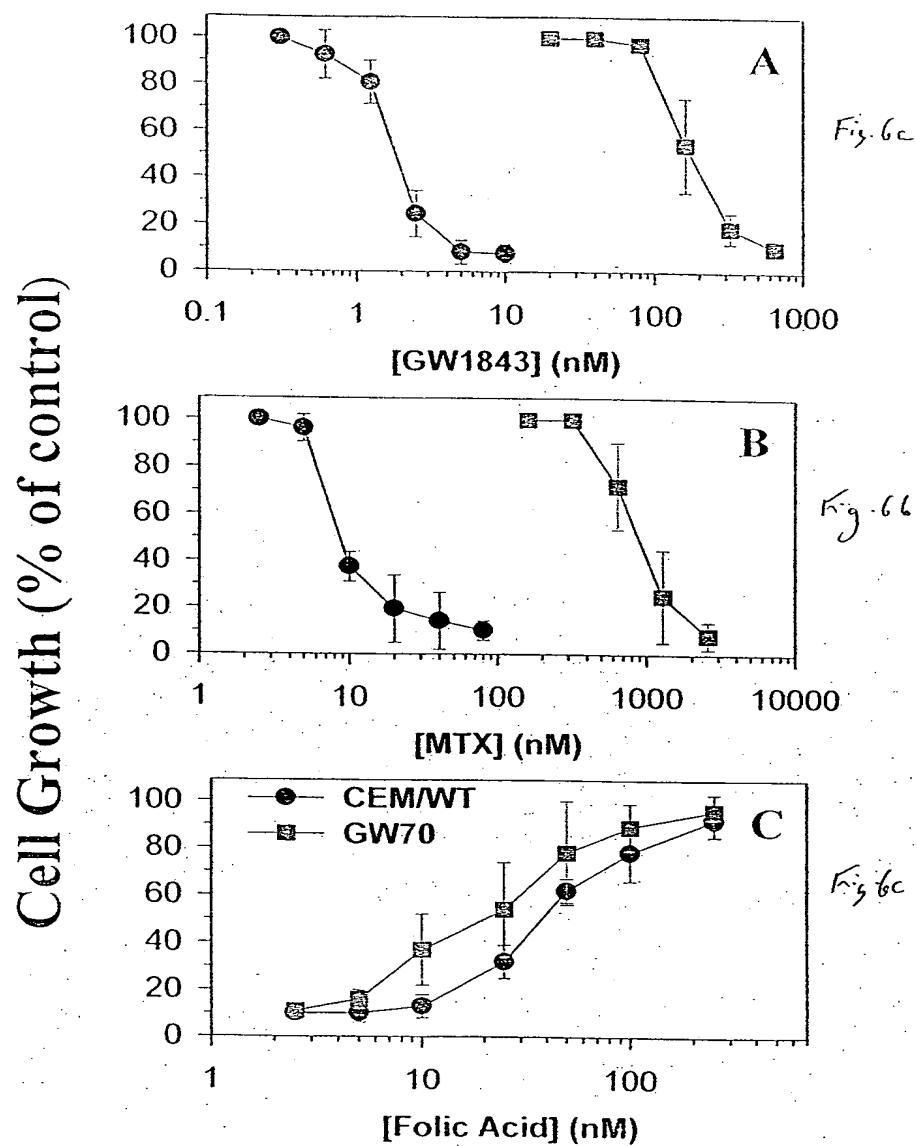 Cell Growth (% of control)
100
80
60
40
20
0
A
Fig. 6a
0.1 1 10 100 1000
[GW1843] (nM)
100
80
60
40
20
0
B
Fig. 6b
1 10 100 1000 10000
[MTX] (nM)
100
80
60
40
20
0
CEM/WT
GW70
C
Fig 6c
1 10 100
[Folic Acid] (nM)